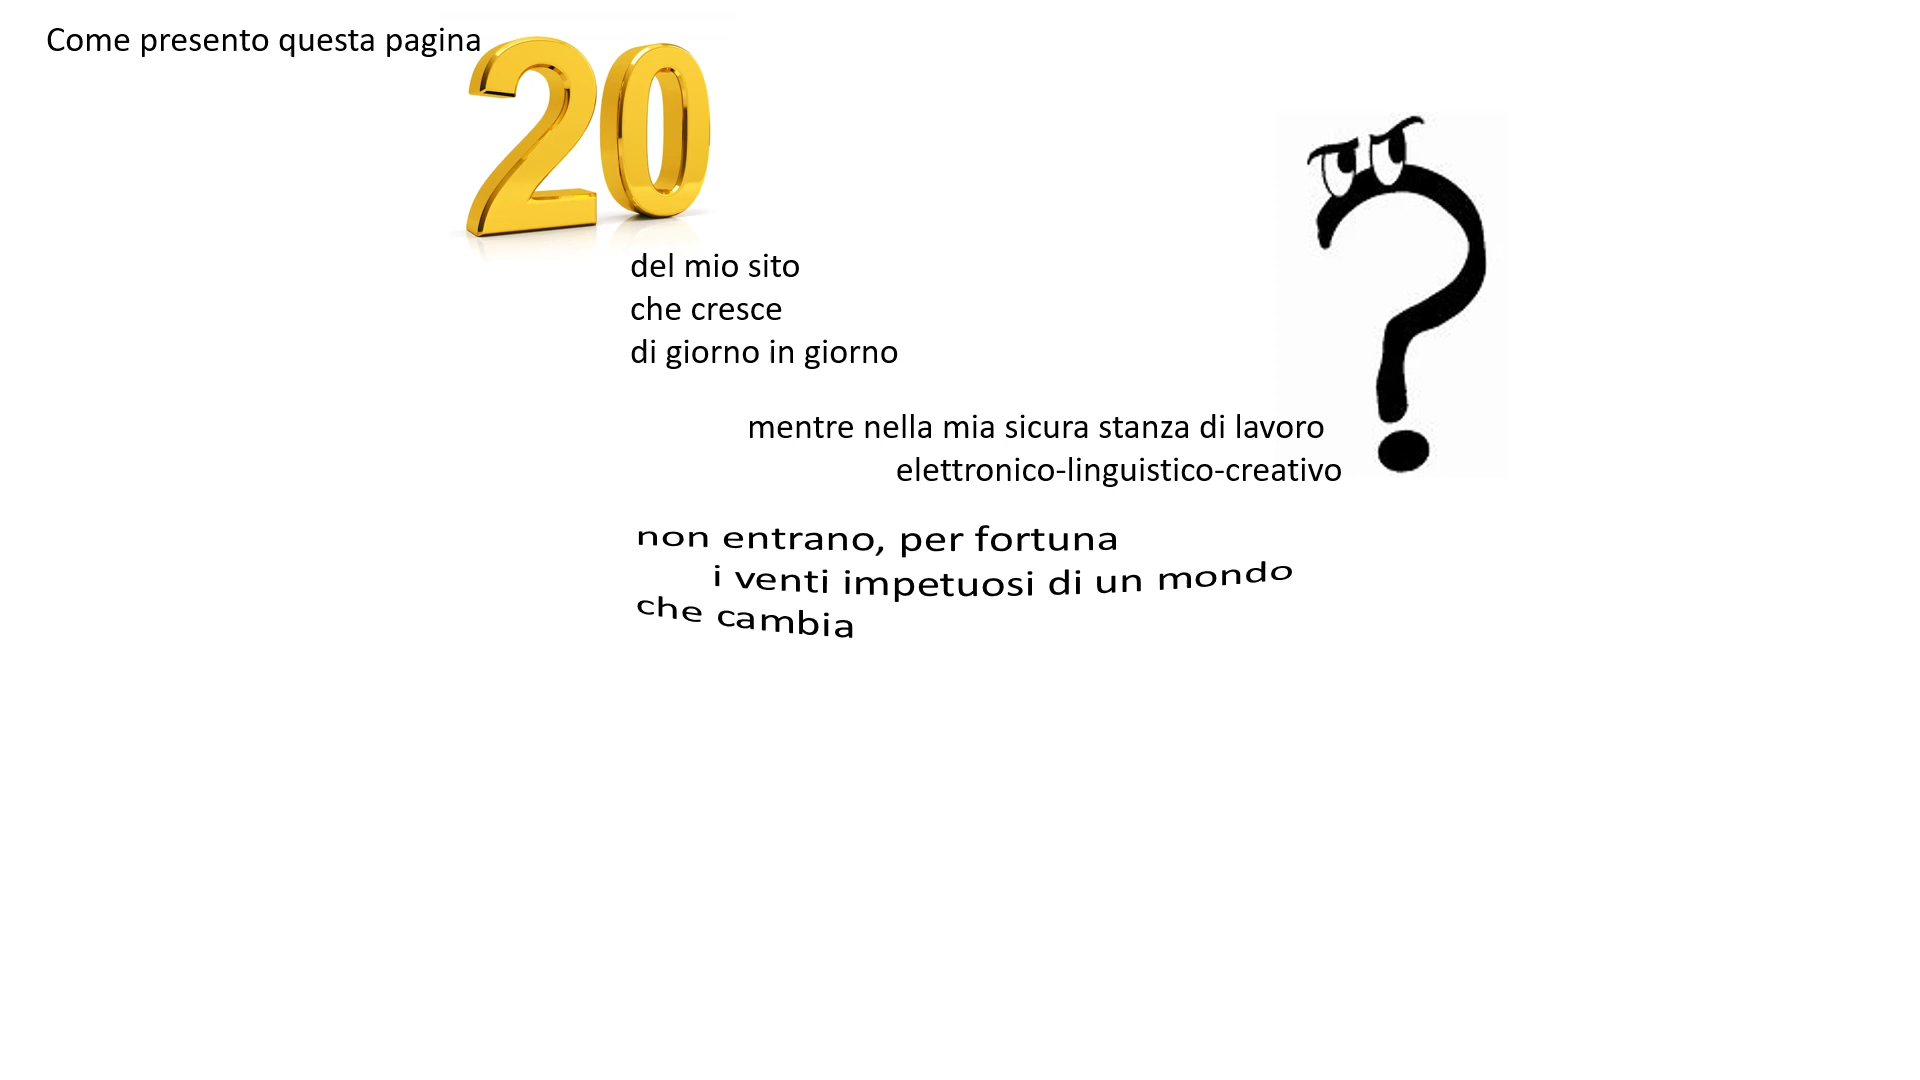 Come presento questa pagina
20
del mio sito
che cresce
di giorno in giorno
mentre nella mia sicura stanza di lavoro
elettronico-linguistico-creativo
?
non entrano, per fortuna
i venti impetuosi di un mondo
che cambia